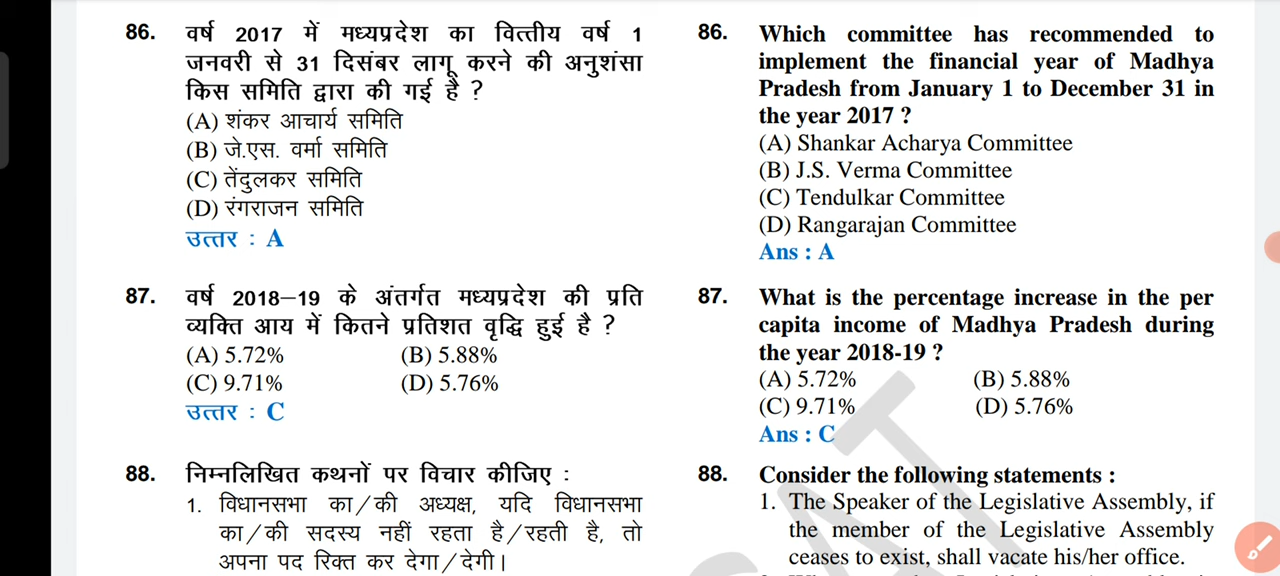 86. वर्ष 2017 में मध्यप्रदेश का वित्तीय वर्ष 1
जनवरी से 31 दिसंबर लागू करने की अनुशंसा
किस समिति द्वारा की गई है ?
(A) शंकर आचार्य समिति
(B) जे.एस. वर्मा समिति
(C) तेंदुलकर समिति
(D) रंगराजन समिति
उत्तर : A
87. वर्ष 2018–19 के अंतर्गत मध्यप्रदेश की प्रति
व्यक्ति आय में कितने प्रतिशत वृद्धि हुई है ?
(A) 5.72% (B) 5.88%
(C) 9.71% (D) 5.76%
उत्तर : C
88. निम्नलिखित कथनों पर विचार कीजिए :
1. विधानसभा का/की अध्यक्ष, यदि विधानसभा
का/की सदस्य नहीं रहता है/रहती है, तो
अपना पद रिक्त कर देगा/देगी।
86. Which committee has recommended to
implement the financial year of Madhya
Pradesh from January 1 to December 31 in
the year 2017 ?
(A) Shankar Acharya Committee
(B) J.S. Verma Committee
(C) Tendulkar Committee
(D) Rangarajan Committee
Ans : A
87. What is the percentage increase in the per
capita income of Madhya Pradesh during
the year 2018-19 ?
(A) 5.72% (B) 5.88%
(C) 9.71% (D) 5.76%
Ans : C
88. Consider the following statements :
1. The Speaker of the Legislative Assembly, if
the member of the Legislative Assembly
ceases to exist, shall vacate his/her office.